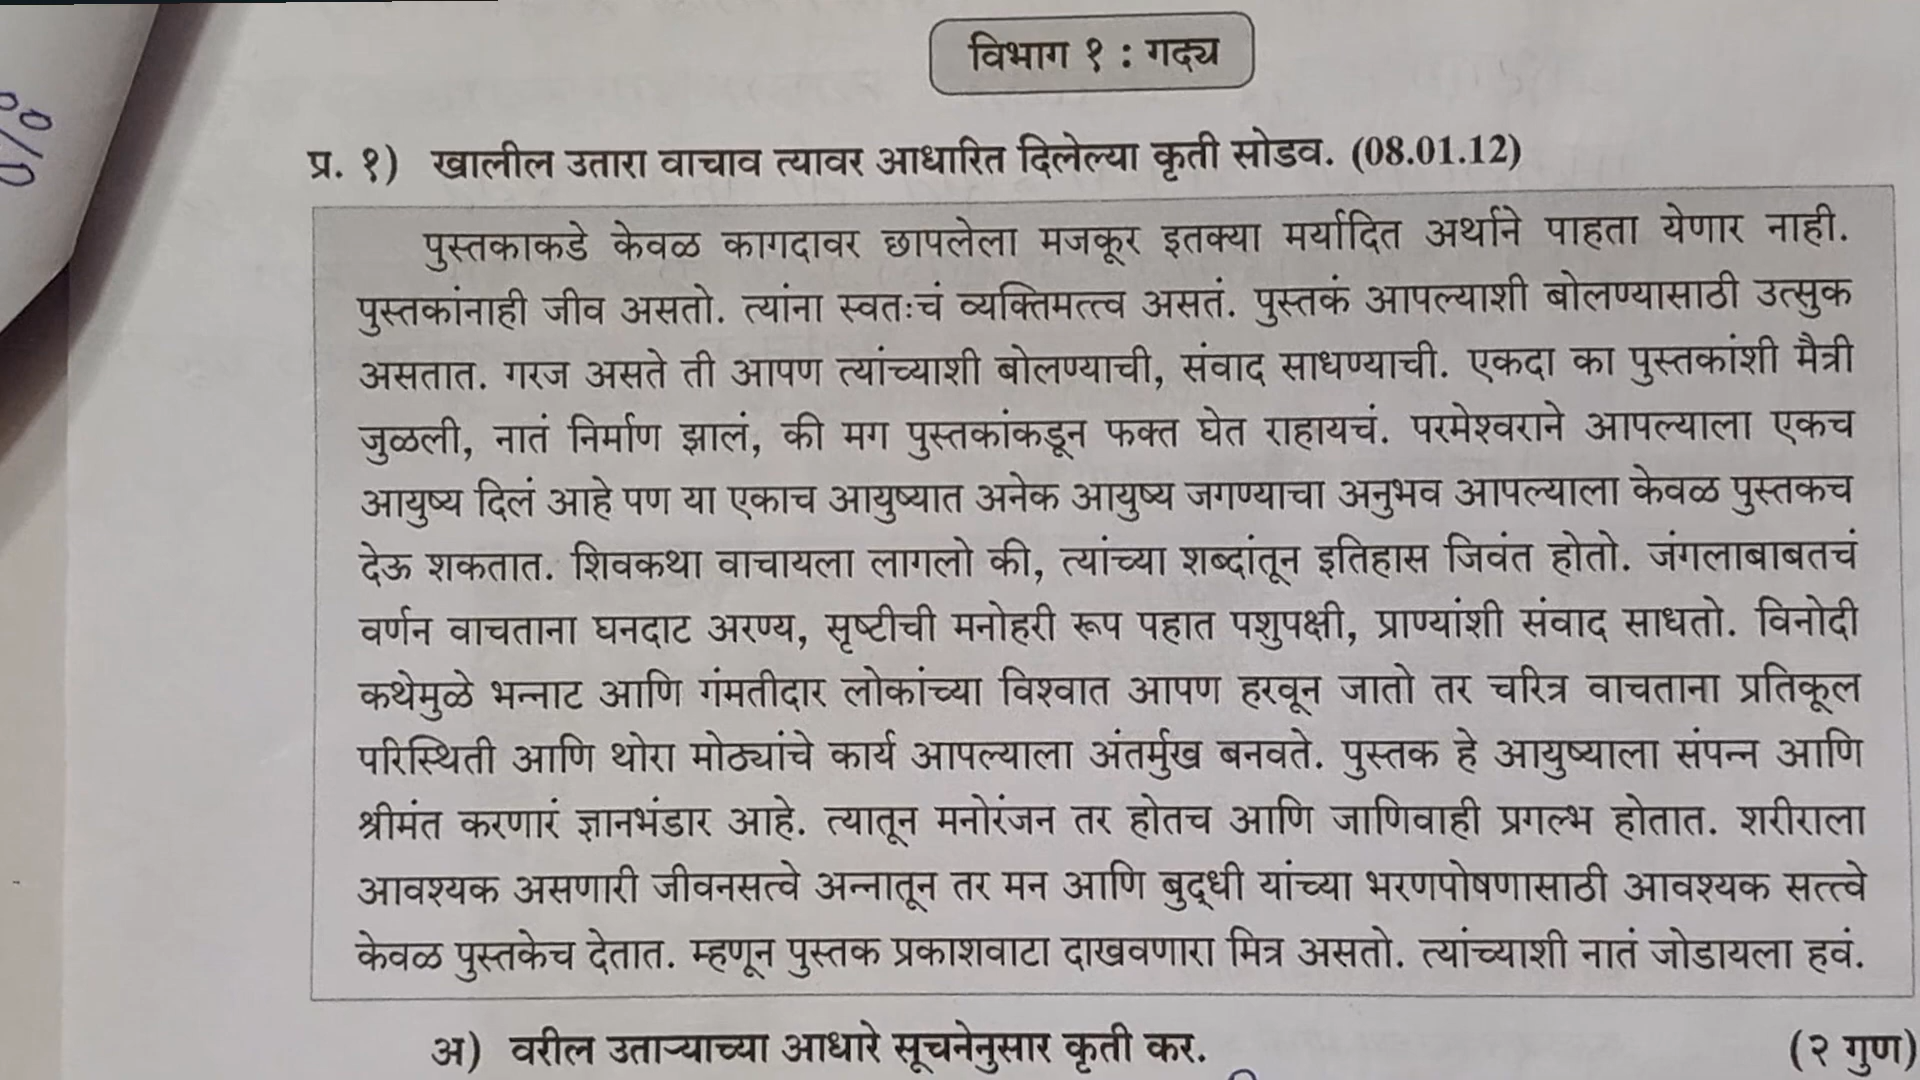 विभाग १ : गद्य
प्र. १) खालील उतारा वाचाव त्यावर आधारित दिलेल्या कृती सोडव. (08.01.12)
पुस्तकाकडे केवळ कागदावर छापलेला मजकूर इतक्या मर्यादित अर्थाने पाहता येणार नाही.
पुस्तकांनाही जीव असतो. त्यांना स्वतःचं व्यक्तिमत्त्व असतं. पुस्तकं आपल्याशी बोलण्यासाठी उत्सुक
असतात. गरज असते ती आपण त्यांच्याशी बोलण्याची, संवाद साधण्याची. एकदा का पुस्तकांशी मैत्री
जुळली, नातं निर्माण झालं, की मग पुस्तकांकडून फक्त घेत राहायचं. परमेश्वराने आपल्याला एकच
आयुष्य दिलं आहे पण या एकाच आयुष्यात अनेक आयुष्य जगण्याचा अनुभव आपल्याला केवळ पुस्तकच
देऊ शकतात. शिवकथा वाचायला लागलो की, त्यांच्या शब्दांतून इतिहास जिवंत होतो. जंगलाबाबतचं
वर्णन वाचताना घनदाट अरण्य, सृष्टीची मनोहरी रूप पहात पशुपक्षी, प्राण्यांशी संवाद साधतो. विनोदी
कथेमुळे भन्नाट आणि गंमतीदार लोकांच्या विश्वात आपण हरवून जातो तर चरित्र वाचताना प्रतिकूल
परिस्थिती आणि थोरा मोठ्यांचे कार्य आपल्याला अंतर्मुख बनवते. पुस्तक हे आयुष्याला संपन्न आणि
श्रीमंत करणारं ज्ञानभंडार आहे. त्यातून मनोरंजन तर होतच आणि जाणिवाही प्रगल्भ होतात. शरीराला
आवश्यक असणारी जीवनसत्वे अन्नातून तर मन आणि बुद्धी यांच्या भरणपोषणासाठी आवश्यक सत्त्वे
केवळ पुस्तकेच देतात. म्हणून पुस्तक प्रकाशवाटा दाखवणारा मित्र असतो. त्यांच्याशी नातं जोडायला हवं.
अ) वरील उताऱ्याच्या आधारे सूचनेनुसार कृती कर. (२ गुण)